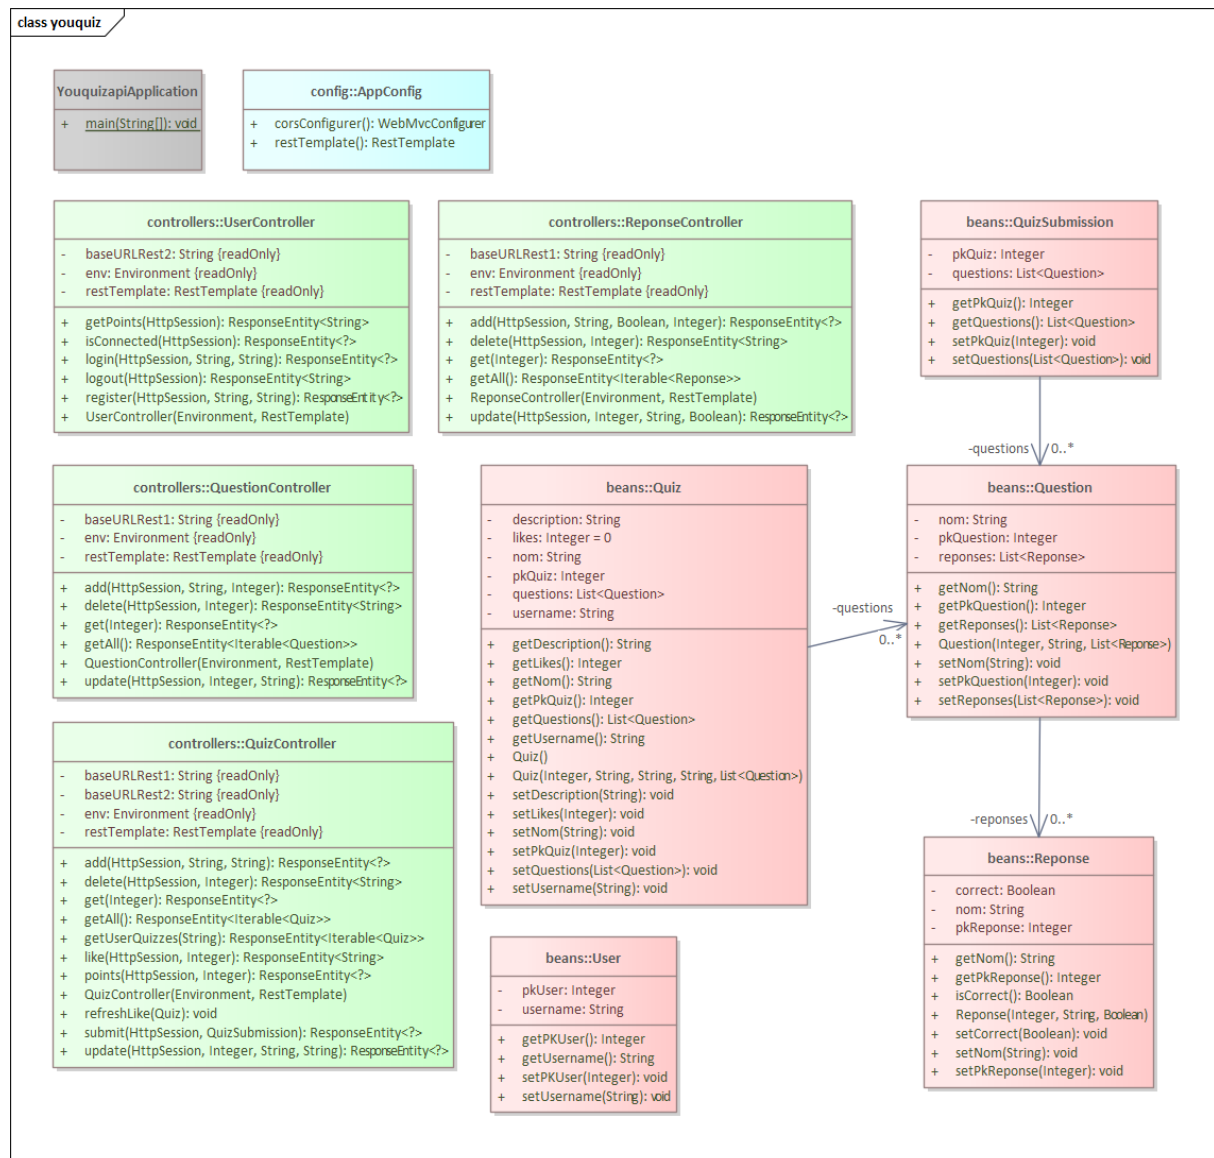 class youquiz
YouquizapiApplication
+ main(String[]): void
config::AppConfig
+ corsConfigurer(): WebMvcConfigurer
+ restTemplate(): RestTemplate
controllers::UserController
- baseURLRest2: String {readOnly}
- env: Environment {readOnly}
- restTemplate: RestTemplate {readOnly}
+ getPoints(HttpSession): ResponseEntity<String>
+ isConnected(HttpSession): ResponseEntity<?>
+ login(HttpSession, String, String): ResponseEntity<?>
+ logout(HttpSession): ResponseEntity<String>
+ register(HttpSession, String, String): ResponseEntity<?>
+ UserController(Environment, RestTemplate)
controllers::ReponseController
- baseURLRest1: String {readOnly}
- env: Environment {readOnly}
- restTemplate: RestTemplate {readOnly}
+ add(HttpSession, String, Boolean, Integer): ResponseEntity<?>
+ delete(HttpSession, Integer): ResponseEntity<String>
+ get(Integer): ResponseEntity<?>
+ getAll(): ResponseEntity<Iterable<Reponse>>
+ ReponseController(Environment, RestTemplate)
+ update(HttpSession, Integer, String, Boolean): ResponseEntity<?>
beans::QuizSubmission
- pkQuiz: Integer
- questions: List<Question>
+ getPkQuiz(): Integer
+ getQuestions(): List<Question>
+ setPkQuiz(Integer): void
+ setQuestions(List<Question>): void
-questions 0..*
controllers::QuestionController
- baseURLRest1: String {readOnly}
- env: Environment {readOnly}
- restTemplate: RestTemplate {readOnly}
+ add(HttpSession, String, Integer): ResponseEntity<?>
+ delete(HttpSession, Integer): ResponseEntity<String>
+ get(Integer): ResponseEntity<?>
+ getAll(): ResponseEntity<Iterable<Question>>
+ QuestionController(Environment, RestTemplate)
+ update(HttpSession, Integer, String): ResponseEntity<?>
beans::Quiz
- description: String
- likes: Integer = 0
- nom: String
- pkQuiz: Integer
- questions: List<Question>
- username: String
+ getDescription(): String
+ getLikes(): Integer
+ getNom(): String
+ getPkQuiz(): Integer
+ getQuestions(): List<Question>
+ getUsername(): String
+ Quiz()
+ Quiz(Integer, String, String, String, List<Question>)
+ setDescription(String): void
+ setLikes(Integer): void
+ setNom(String): void
+ setPkQuiz(Integer): void
+ setQuestions(List<Question>): void
+ setUsername(String): void
-questions
0..*
beans::Question
- nom: String
- pkQuestion: Integer
- reponses: List<Reponse>
+ getNom(): String
+ getPkQuestion(): Integer
+ getReponses(): List<Reponse>
+ Question(Integer, String, List<Reponse>)
+ setNom(String): void
+ setPkQuestion(Integer): void
+ setReponses(List<Reponse>): void
controllers::QuizController
- baseURLRest1: String {readOnly}
- baseURLRest2: String {readOnly}
- env: Environment {readOnly}
- restTemplate: RestTemplate {readOnly}
+ add(HttpSession, String, String): ResponseEntity<?>
+ delete(HttpSession, Integer): ResponseEntity<String>
+ get(Integer): ResponseEntity<?>
+ getAll(): ResponseEntity<Iterable<Quiz>>
+ getUserQuizzes(String): ResponseEntity<Iterable<Quiz>>
+ like(HttpSession, Integer): ResponseEntity<String>
+ points(HttpSession, Integer): ResponseEntity<?>
+ QuizController(Environment, RestTemplate)
+ refreshLike(Quiz): void
+ submit(HttpSession, QuizSubmission): ResponseEntity<?>
+ update(HttpSession, Integer, String, String): ResponseEntity<?>
-reponses 0..*
beans::Reponse
- correct: Boolean
- nom: String
- pkReponse: Integer
+ getNom(): String
+ getPkReponse(): Integer
+ isCorrect(): Boolean
+ Reponse(Integer, String, Boolean)
+ setCorrect(Boolean): void
+ setNom(String): void
+ setPkReponse(Integer): void
beans::User
- pkUser: Integer
- username: String
+ getPKUser(): Integer
+ getUsername(): String
+ setPKUser(Integer): void
+ setUsername(String): void